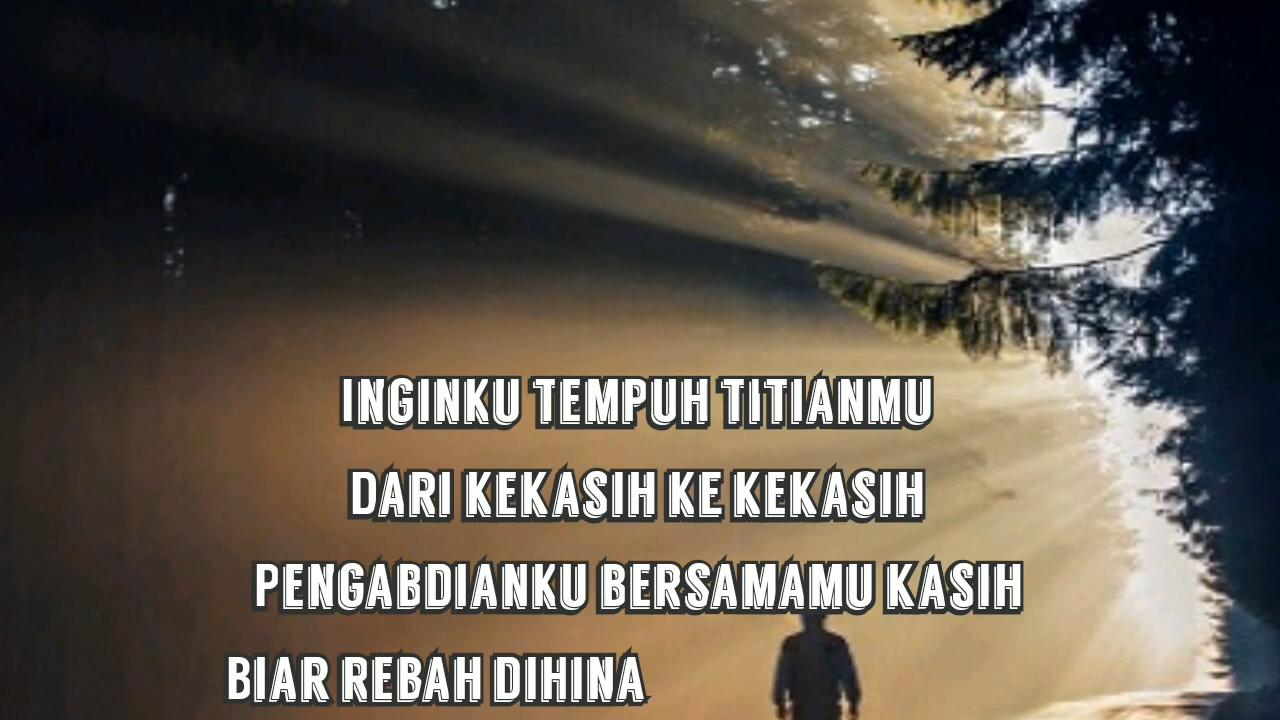 INGINKU TEMPUH TITIANMU
DARI KEKASIH KE KEKASIH
PENGABDIANKU BERSAMAMU KASIH
BIAR REBAH DIHINA